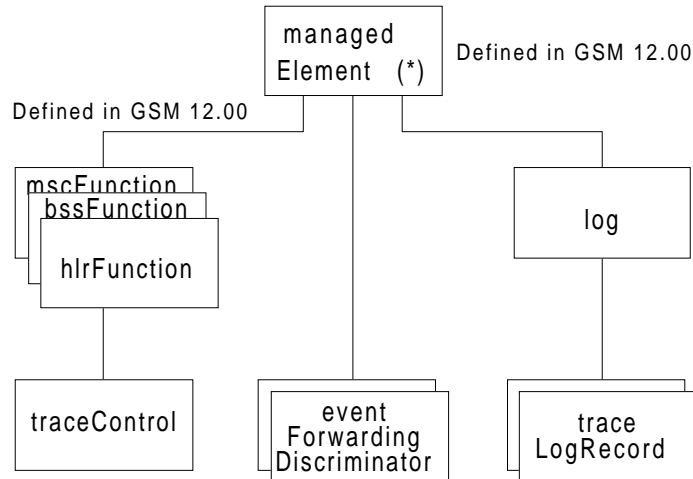 managed
Element (*)
Defined in GSM 12.00
Defined in GSM 12.00
mscFunction
bssFunction
hlrFunction
log
traceControl
event
Forwarding
Discriminator
trace
LogRecord